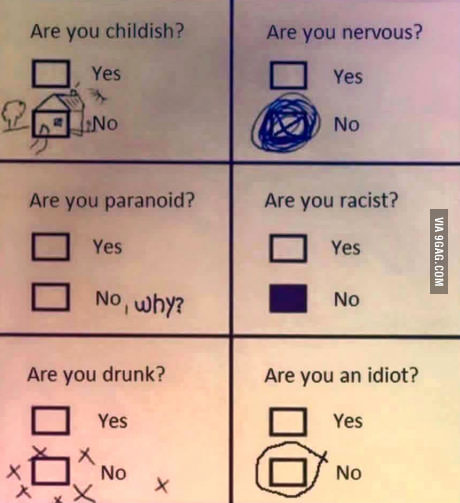 Are you childish?
Yes
No
Are you nervous?
Yes
No
Are you paranoid?
Yes
No, why?
Are you racist?
Yes
No
Are you drunk?
Yes
No
Are you an idiot?
Yes
No
VIA 9GAG.COM